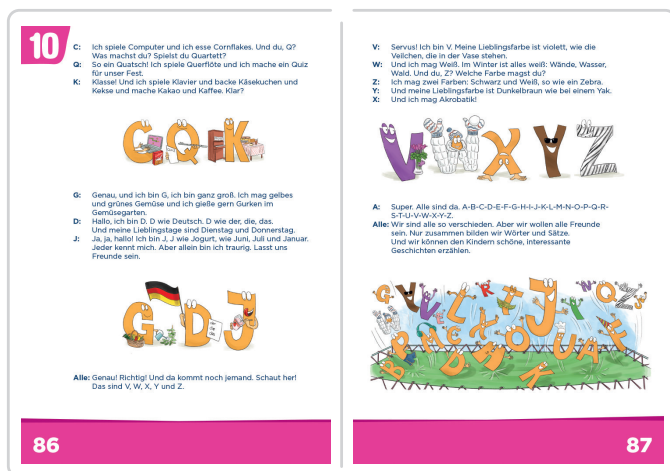 10
C: Ich spiele Computer und ich esse Cornflakes. Und du, Q?
Was machst du? Spielst du Quartett?
Q: So ein Quatsch! Ich spiele Querflöte und ich mache ein Quiz
für unser Fest.
K: Klasse! Und ich spiele Klavier und backe Käsekuchen und
Kekse und mache Kakao und Kaffee. Klar?
C Q K
G: Genau, und ich bin G, ich bin ganz groß. Ich mag gelbes
und grünes Gemüse und ich gieße gern Gurken im
Gemüsegarten.
D: Hallo, ich bin D. D wie Deutsch. D wie der, die, das.
Und meine Lieblingstage sind Dienstag und Donnerstag.
J: Ja, ja, hallo! Ich bin J, J wie Jogurt, wie Juni, Juli und Januar.
Jeder kennt mich. Aber allein bin ich traurig. Lasst uns
Freunde sein.
G D J
Alle: Genau! Richtig! Und da kommt noch jemand. Schaut her!
Das sind V, W, X, Y und Z.
86
V: Servus! Ich bin V. Meine Lieblingsfarbe ist violett, wie die
Veilchen, die in der Vase stehen.
W: Und ich mag Weiß. Im Winter ist alles weiß: Wände, Wasser,
Wald. Und du, Z? Welche Farbe magst du?
Z: Ich mag zwei Farben: Schwarz und Weiß, so wie ein Zebra.
Y: Und meine Lieblingsfarbe ist Dunkelbraun wie bei einem Yak.
X: Und ich mag Akrobatik!
V W X Y Z
A: Super. Alle sind da. A-B-C-D-E-F-G-H-I-J-K-L-M-N-O-P-Q-R-
S-T-U-V-W-X-Y-Z.
Alle: Wir sind alle so verschieden. Aber wir wollen alle Freunde
sein. Nur zusammen bilden wir Wörter und Sätze.
Und wir können den Kindern schöne, interessante
Geschichten erzählen.
87